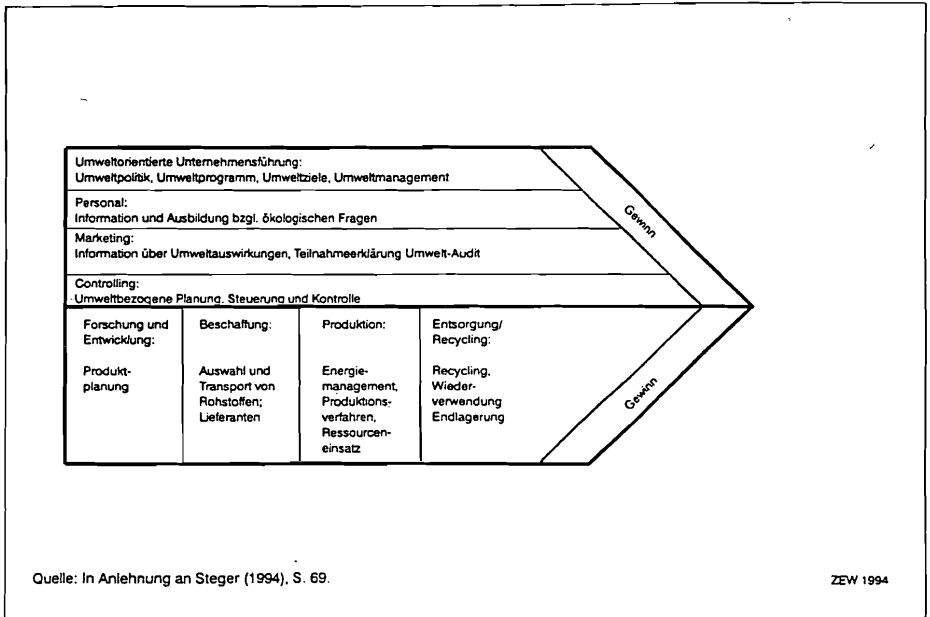 Umweltorientierte Unternehmensführung:
Umweltpolitik, Umweltprogramm, Umweltziele, Umweltmanagement
Personal:
Information und Ausbildung bzgl. ökologischen Fragen
Marketing:
Information über Umweltauswirkungen, Teilnahmeerklärung Umwelt-Audit
Controlling:
Umweltbezogene Planung, Steuerung und Kontrolle
Gewinn
Forschung und
Entwicklung:
Produkt-
planung
Beschaffung:
Auswahl und
Transport von
Rohstoffen;
Lieferanten
Produktion:
Energie-
management,
Produktions-
verfahren,
Ressourcen-
einsatz
Entsorgung/
Recycling:
Recycling,
Wieder-
verwendung
Endlagerung
Gewinn
Quelle: In Anlehnung an Steger (1994), S. 69.
ZEW 1994